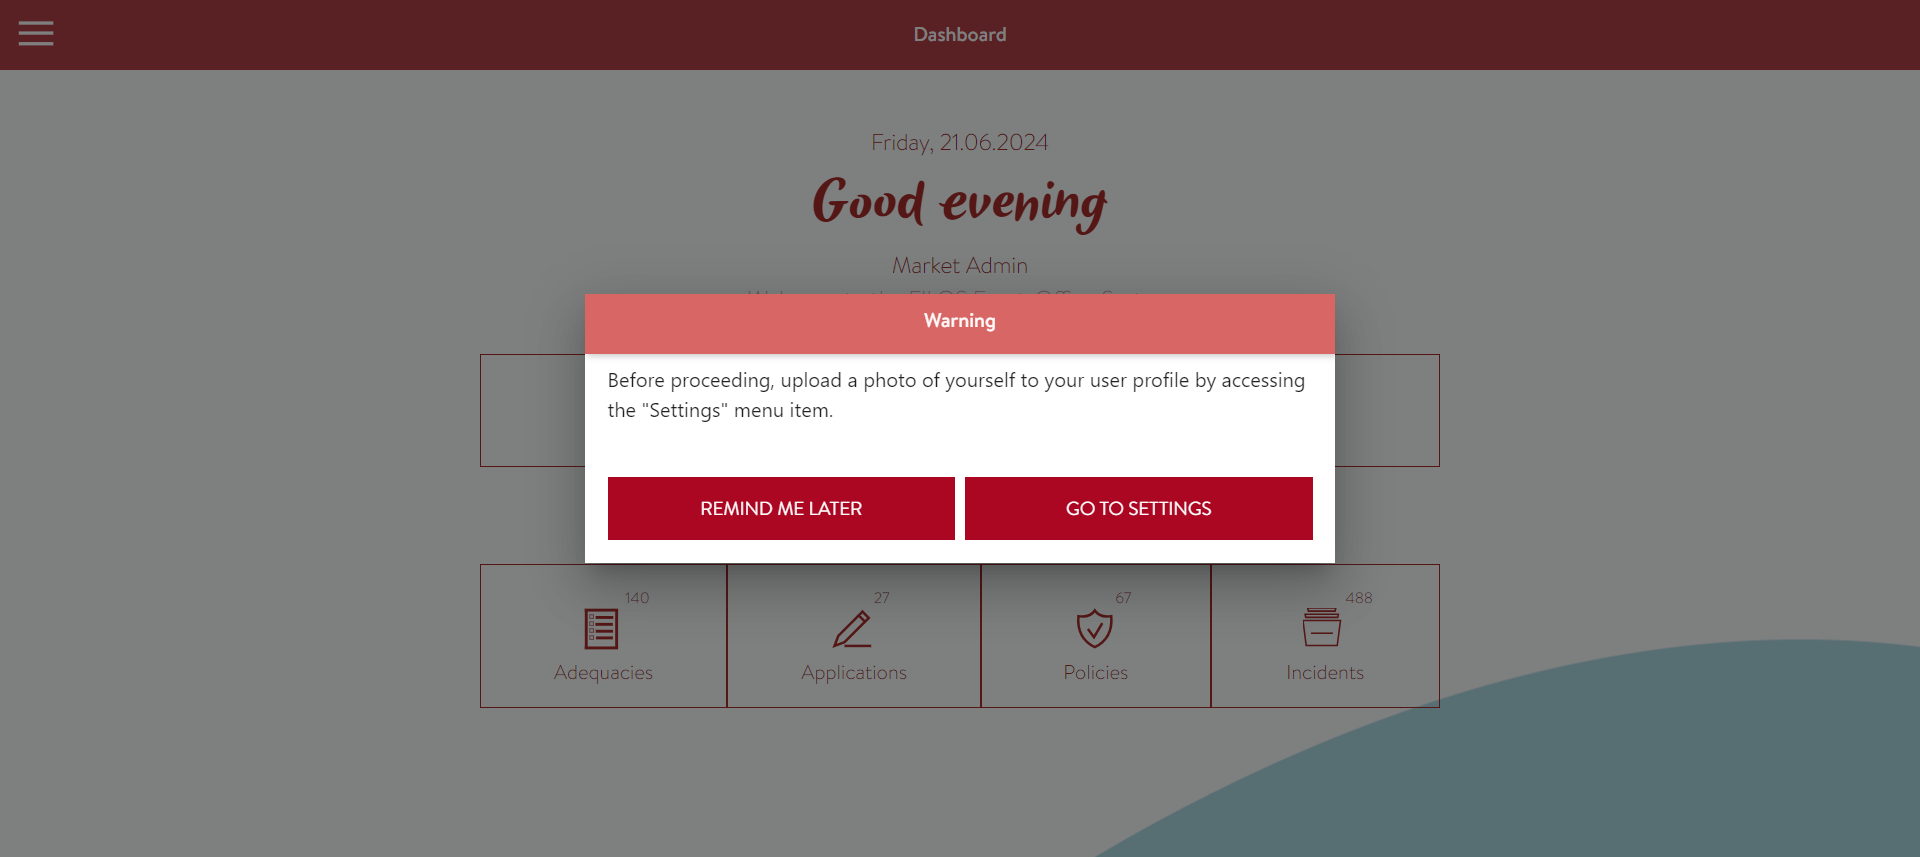 Dashboard
Friday, 21.06.2024
Good evening
Market Admin
Warning
Before proceeding, upload a photo of yourself to your user profile by accessing
the "Settings" menu item.
REMIND ME LATER
GO TO SETTINGS
140
Adequacies
27
Applications
67
Policies
488
Incidents